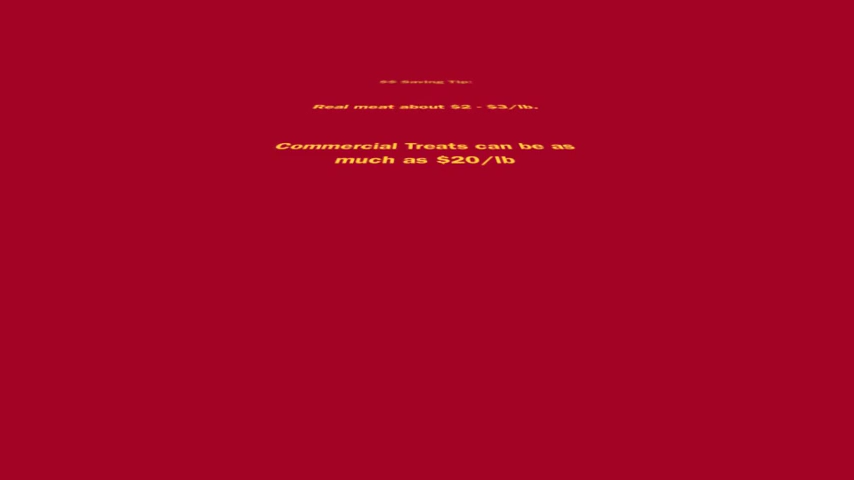 $$ Saving Tip:
Real meat about $2 - $3/lb.
Commercial Treats can be as
much as $20/lb